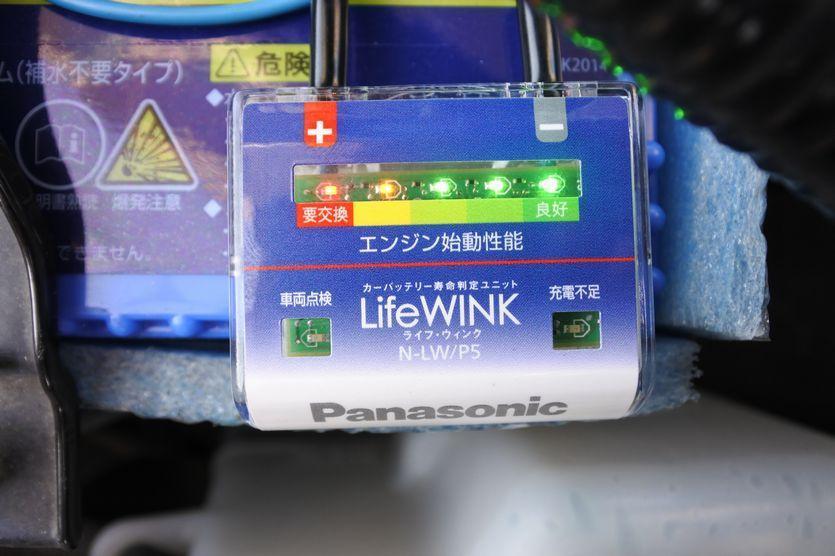 ム(補水不要タイプ)
危険
K2014
爆発注意
できません。
+
−
要交換
良好
エンジン始動性能
車両点検
カーバッテリー寿命判定ユニット
LifeWINK
ライフ・ウィンク
N-LW/P5
充電不足
Panasonic